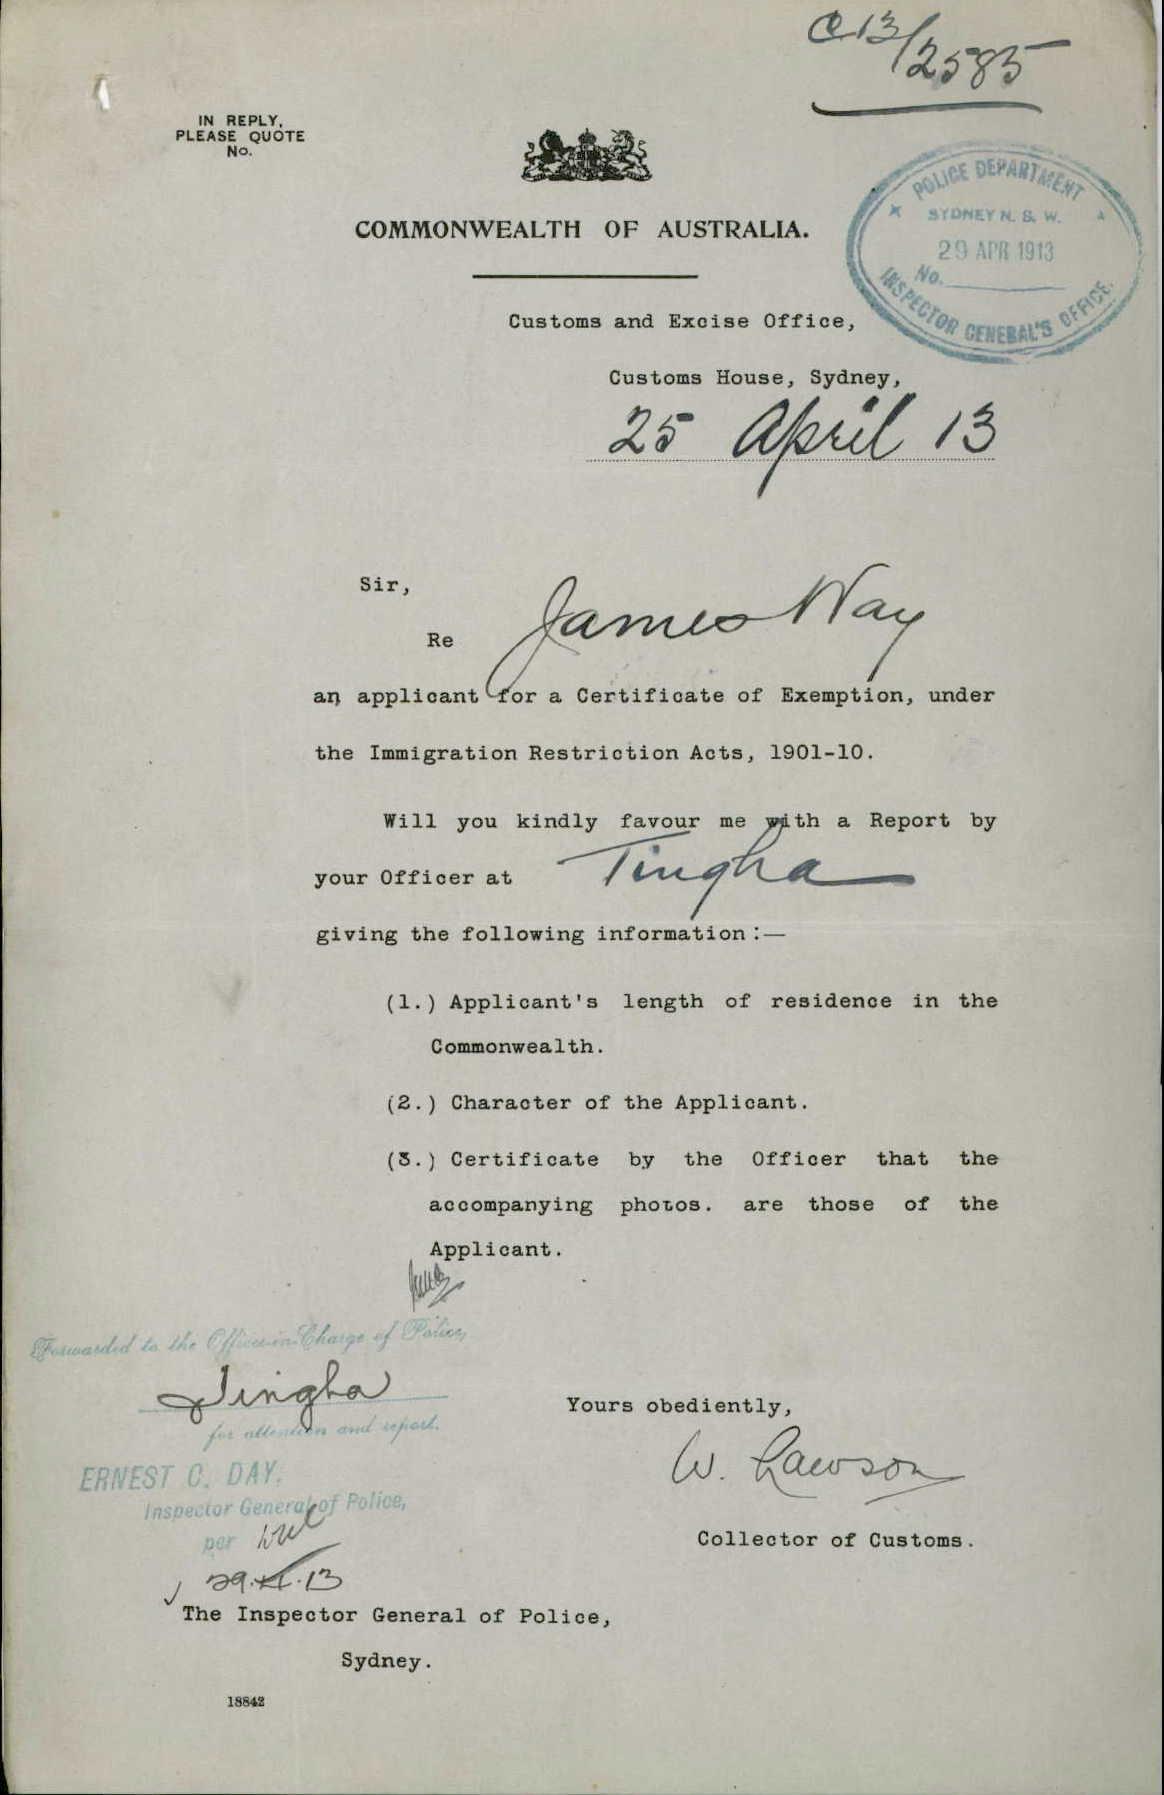 C13/2585
IN REPLY,
PLEASE QUOTE
No.
COMMONWEALTH OF AUSTRALIA.
POLICE DEPARTMENT
SYDNEY N. S. W.
29 APR 1913
No.
INSPECTOR GENERAL'S OFFICE.
Customs and Excise Office,
Customs House, Sydney,
25 April 13
Sir,
Re James Way
an applicant for a Certificate of Exemption, under
the Immigration Restriction Acts, 1901-10.
Will you kindly favour me with a Report by
your Officer at Tingha
giving the following information:—
(1.) Applicant's length of residence in the
Commonwealth.
(2.) Character of the Applicant.
(3.) Certificate by the Officer that the
accompanying photos. are those of the
Applicant.
Forwarded to the Officer-in-Charge of Police,
Tingha
for attention and report.
ERNEST C. DAY.
Inspector General of Police,
per
29.4.13
Yours obediently,
W. Lawson
Collector of Customs.
The Inspector General of Police,
Sydney.
18842